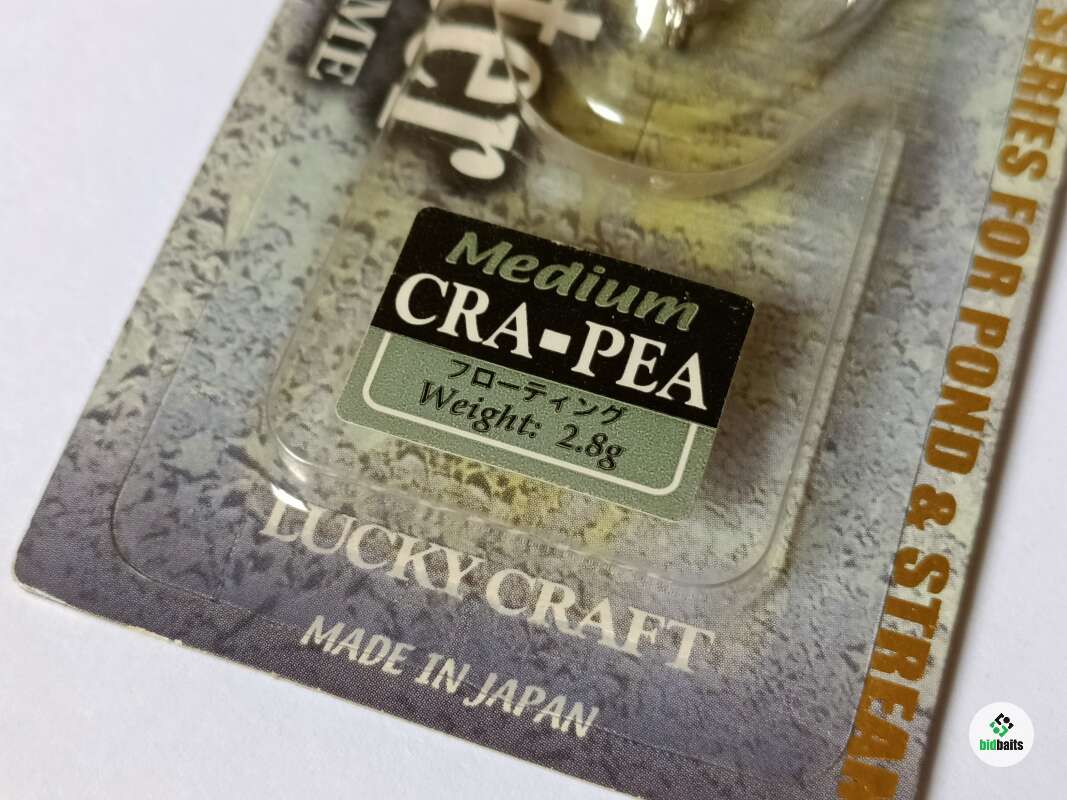 Medium
CRA-PEA
フローティング
Weight: 2.8g
LUCKY CRAFT
MADE IN JAPAN
SERIES FOR POND & STREAM
bidbaits